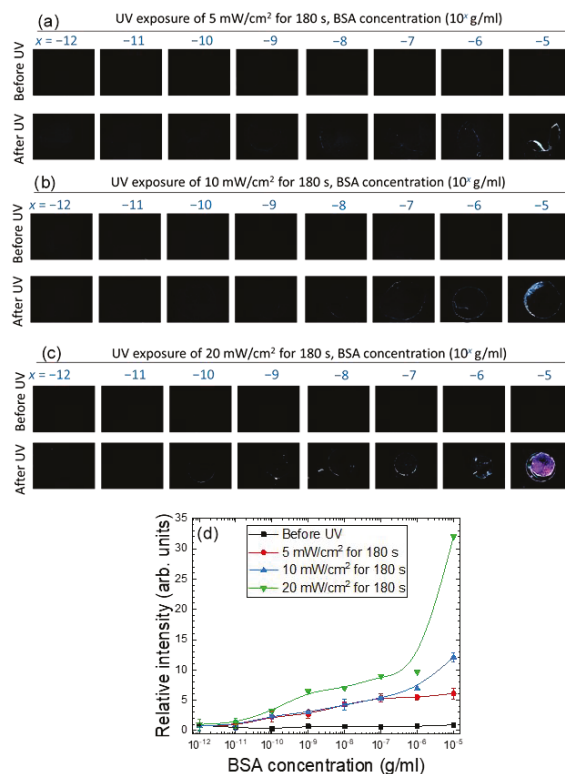 (a) UV exposure of 5 mW/cm² for 180 s, BSA concentration (10ˣ g/ml)
x = −12 −11 −10 −9 −8 −7 −6 −5
Before UV
After UV
(b) UV exposure of 10 mW/cm² for 180 s, BSA concentration (10ˣ g/ml)
x = −12 −11 −10 −9 −8 −7 −6 −5
Before UV
After UV
(c) UV exposure of 20 mW/cm² for 180 s, BSA concentration (10ˣ g/ml)
x = −12 −11 −10 −9 −8 −7 −6 −5
Before UV
After UV
(d)
Before UV
5 mW/cm² for 180 s
10 mW/cm² for 180 s
20 mW/cm² for 180 s
Relative intensity (arb. units)
35
30
25
20
15
10
5
0
10⁻¹² 10⁻¹¹ 10⁻¹⁰ 10⁻⁹ 10⁻⁸ 10⁻⁷ 10⁻⁶ 10⁻⁵
BSA concentration (g/ml)